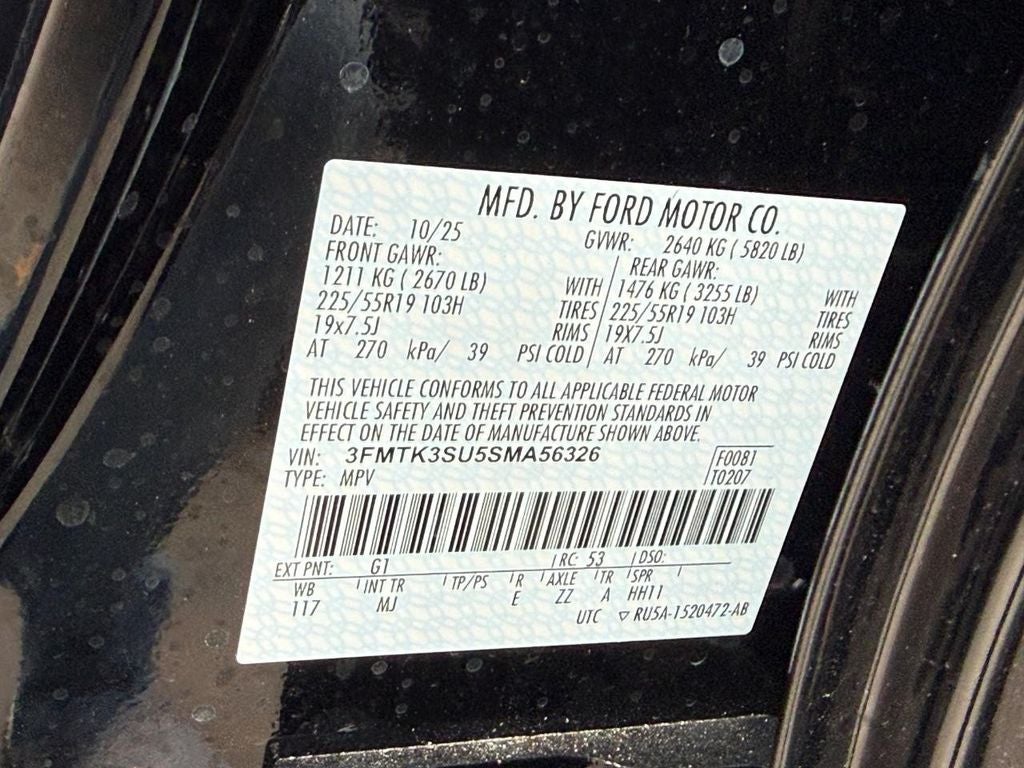 MFD. BY FORD MOTOR CO.
DATE: 10/25 GVWR: 2640 KG ( 5820 LB)
FRONT GAWR: REAR GAWR:
1211 KG ( 2670 LB) WITH 1476 KG ( 3255 LB) WITH
225/55R19 103H TIRES 225/55R19 103H TIRES
19x7.5J RIMS 19X7.5J RIMS
AT 270 kPa/ 39 PSI COLD AT 270 kPa/ 39 PSI COLD
THIS VEHICLE CONFORMS TO ALL APPLICABLE FEDERAL MOTOR
VEHICLE SAFETY AND THEFT PREVENTION STANDARDS IN
EFFECT ON THE DATE OF MANUFACTURE SHOWN ABOVE.
VIN: 3FMTK3SU5SMA56326 F0081
TYPE: MPV T0207
EXT PNT: G1 RC: 53 DSO:
WB INT TR TP/PS R AXLE TR SPR
117 MJ E ZZ A HH11
UTC ▽ RU5A-1520472-AB